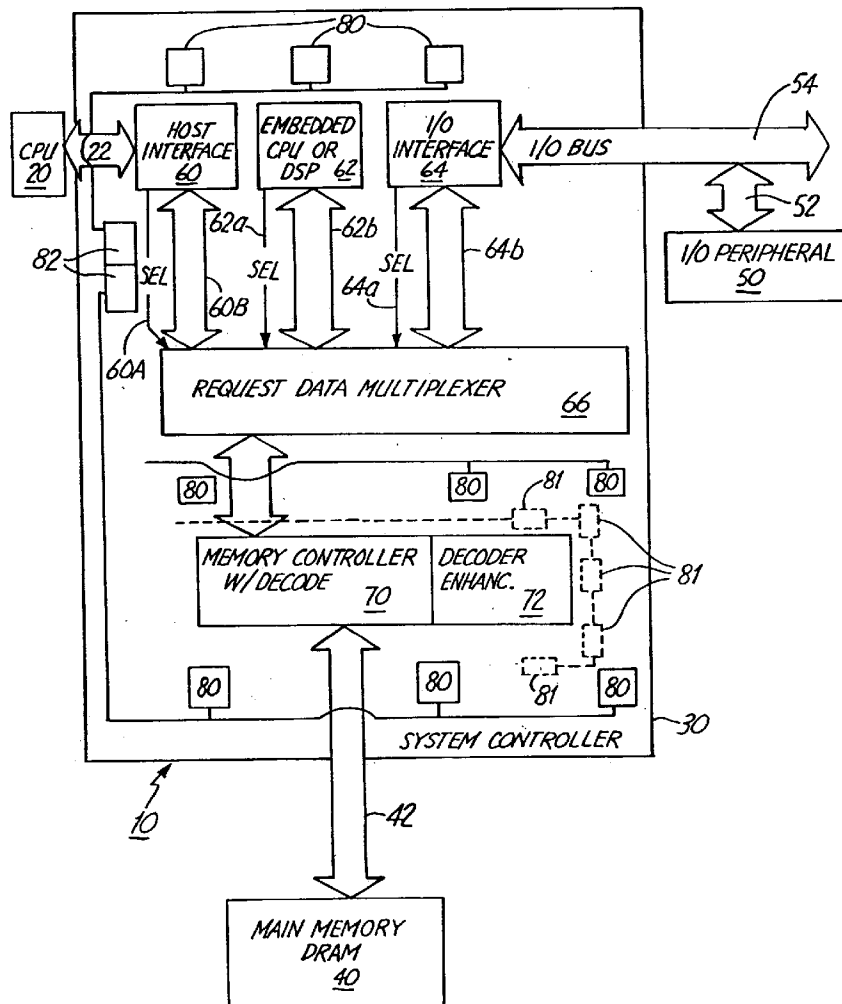 80
54
CPU
20
22
HOST
INTERFACE
60
EMBEDDED
CPU OR
DSP
62
I/O
INTERFACE
64
I/O BUS
52
I/O PERIPHERAL
50
82
SEL
60A
60B
62a
SEL
62b
SEL
64a
64b
REQUEST DATA MULTIPLEXER
66
80
80
80
81
81
MEMORY CONTROLLER
W/DECODE
70
DECODER
ENHANC.
72
81
80
80
80
SYSTEM CONTROLLER
30
10
42
MAIN MEMORY
DRAM
40